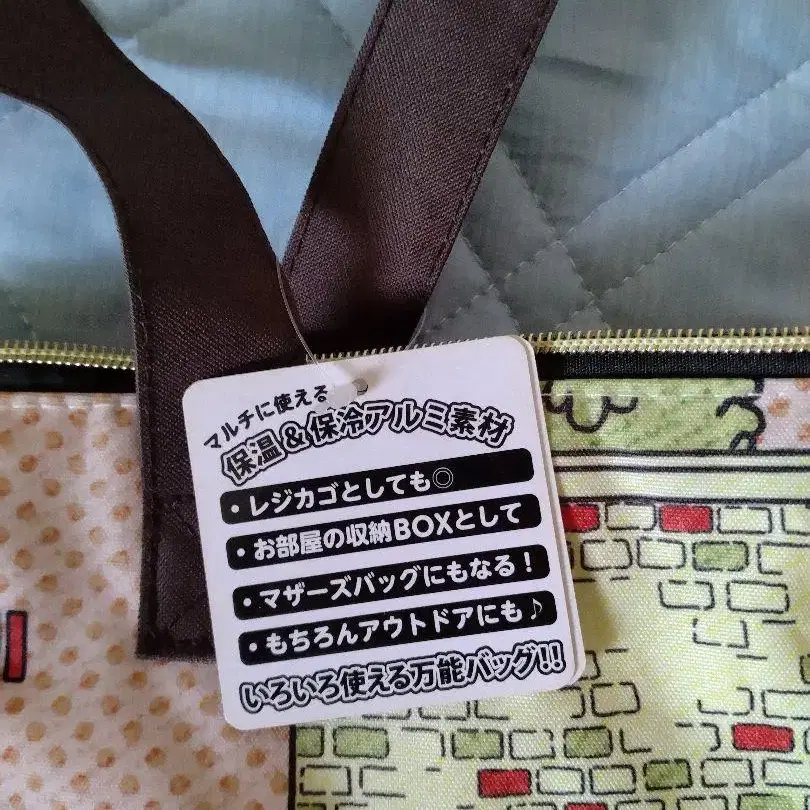 マルチに使える
保温&保冷アルミ素材
・レジカゴとしても◎
・お部屋の収納BOXとして
・マザーズバッグにもなる!
・もちろんアウトドアにも♪
いろいろ使える万能バッグ!!